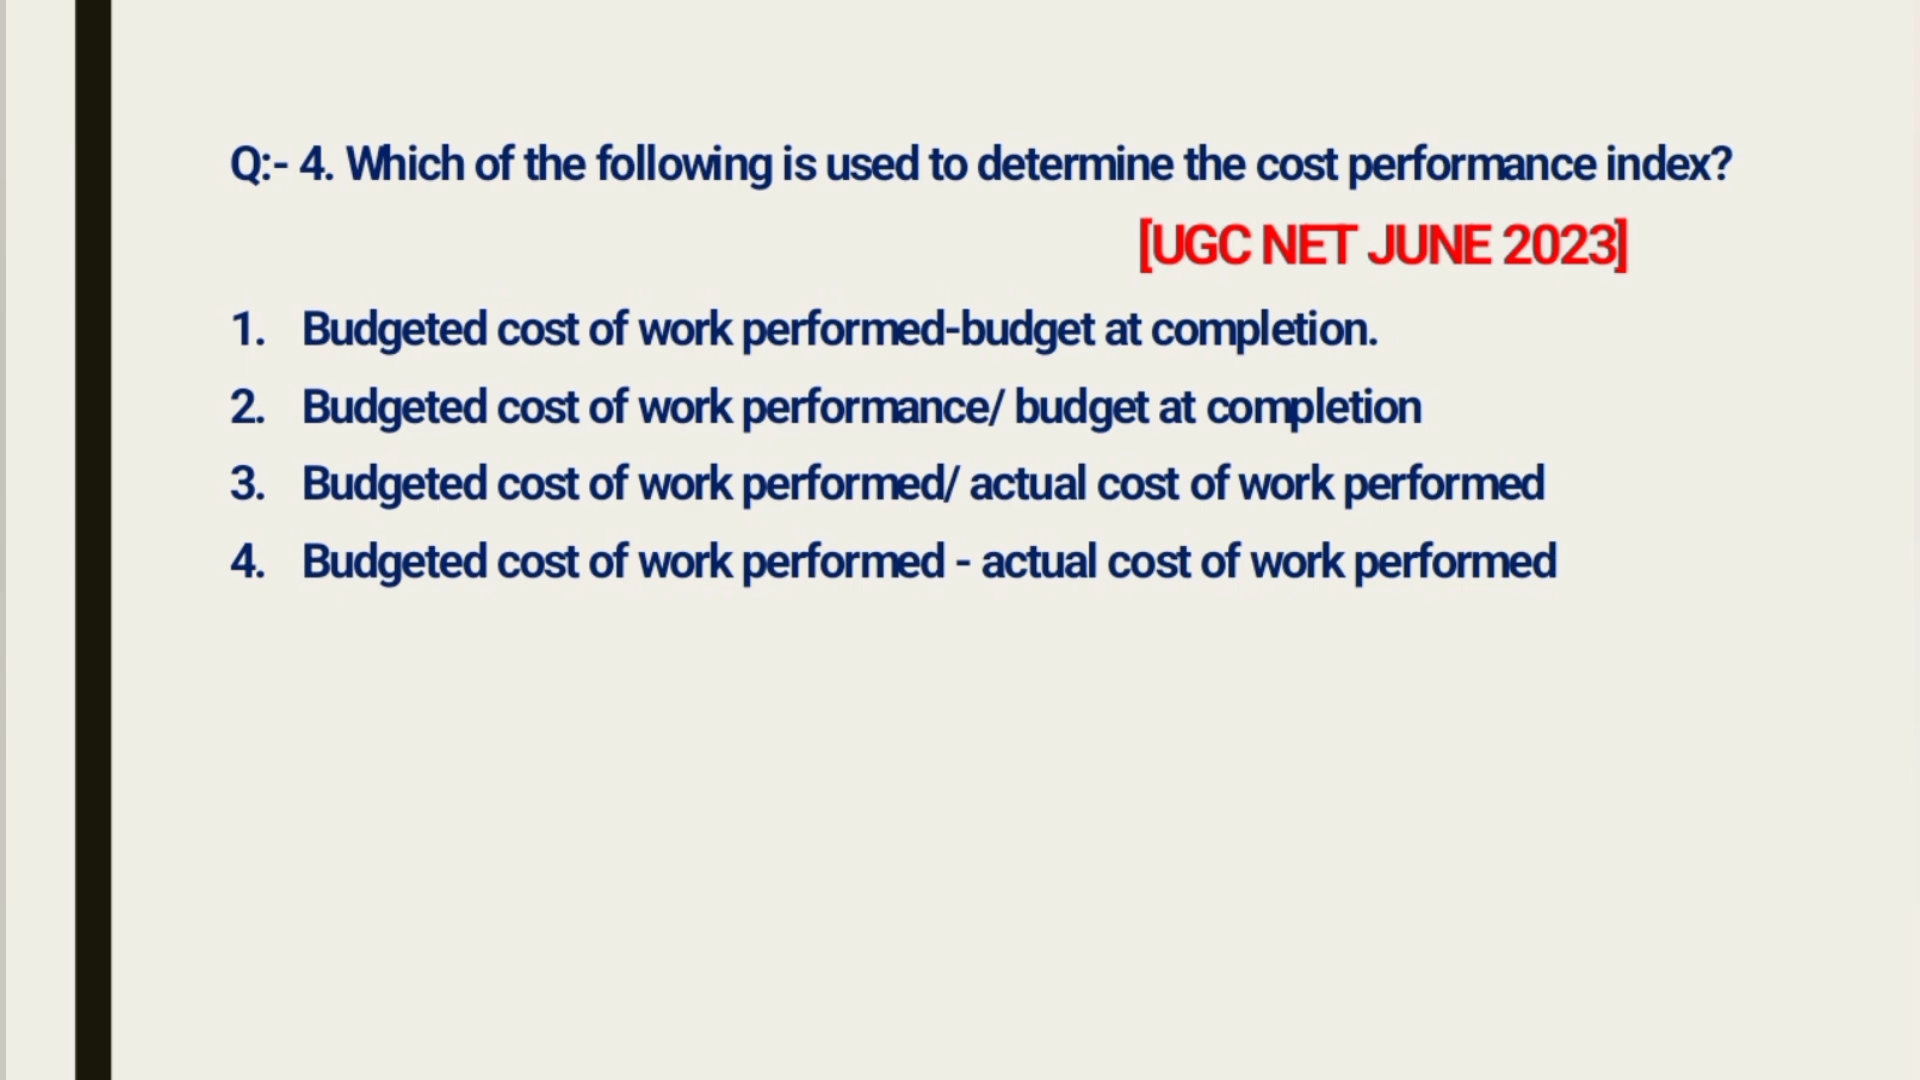 Q:- 4. Which of the following is used to determine the cost performance index?
[UGC NET JUNE 2023]
1. Budgeted cost of work performed-budget at completion.
2. Budgeted cost of work performance/ budget at completion
3. Budgeted cost of work performed/ actual cost of work performed
4. Budgeted cost of work performed - actual cost of work performed